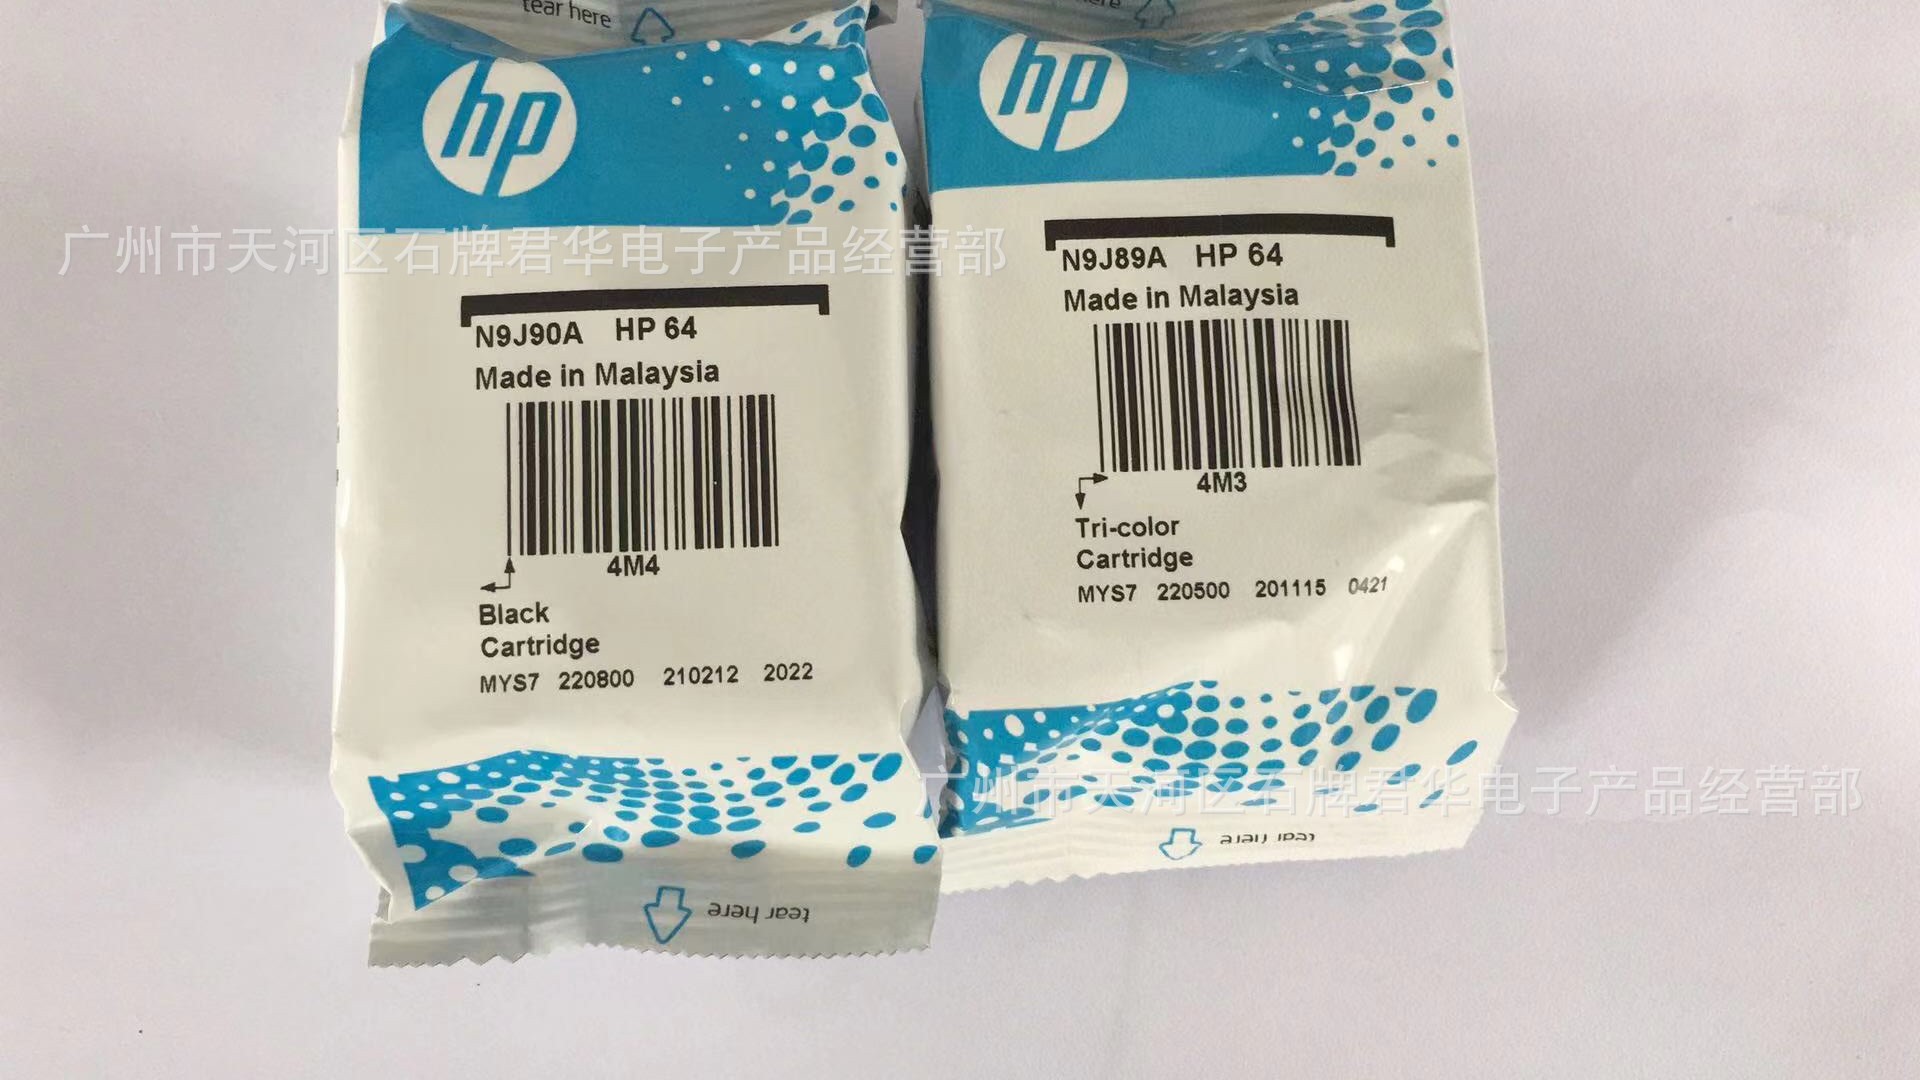 tear here
hp
N9J90A HP 64
Made in Malaysia
4M4
Black
Cartridge
MYS7 220800 210212 2022
tear here
hp
N9J89A HP 64
Made in Malaysia
4M3
Tri-color
Cartridge
MYS7 220500 201115 0421
tear here
广州市天河区石牌君华电子产品经营部
广州市天河区石牌君华电子产品经营部